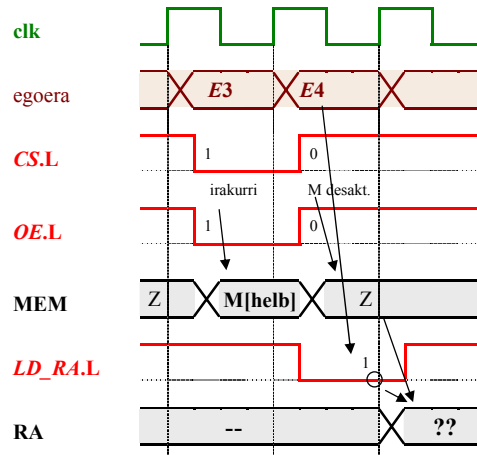 clk
egoera E3 E4
CS.L 1 0
irakurri M desakt.
OE.L 1 0
MEM Z M[helb] Z
LD_RA.L 1
RA -- ??